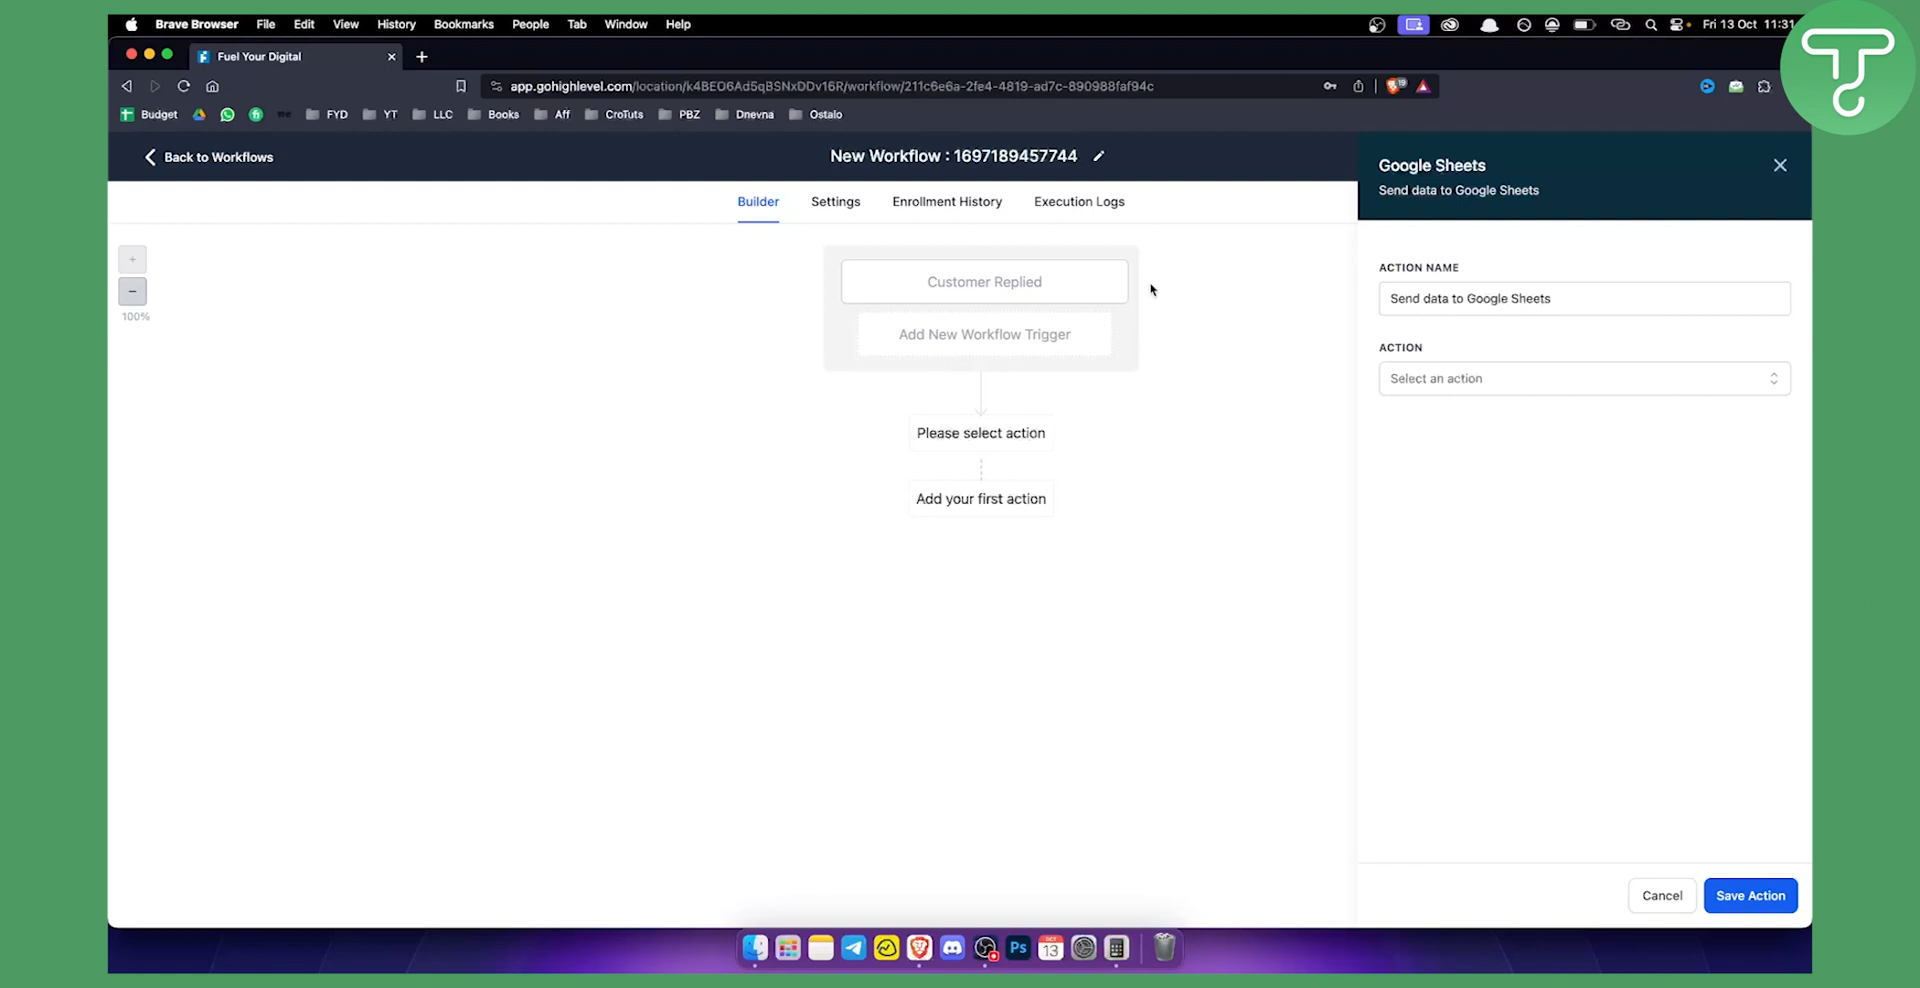 Brave Browser File Edit View History Bookmarks People Tab Window Help Fri 13 Oct 11:31
Fuel Your Digital
app.gohighlevel.com/location/k4BEO6Ad5qBSNxDDv16R/workflow/211c6e6a-2fe4-4819-ad7c-890988faf94c 19
Budget FYD YT LLC Books Aff CroTuts PBZ Dnevna Ostalo
Back to Workflows
New Workflow : 1697189457744
Google Sheets
Send data to Google Sheets
Builder Settings Enrollment History Execution Logs
+
−
100%
Customer Replied
Add New Workflow Trigger
Please select action
Add your first action
ACTION NAME
Send data to Google Sheets
ACTION
Select an action
Cancel Save Action
Ps OCT 13